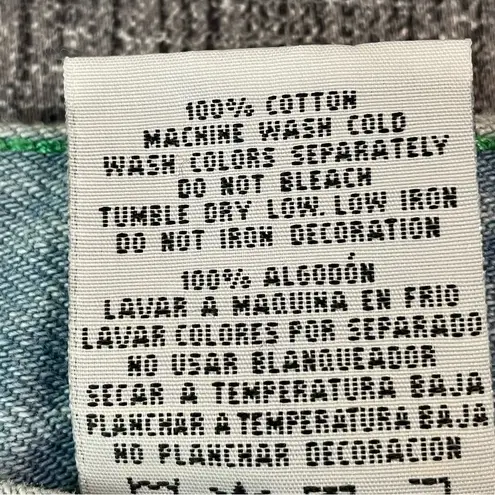 100% COTTON
MACHINE WASH COLD
WASH COLORS SEPARATELY
DO NOT BLEACH
TUMBLE DRY LOW. LOW IRON
DO NOT IRON DECORATION
100% ALGODÓN
LAVAR A MAQUINA EN FRIO
LAVAR COLORES POR SEPARADO
NO USAR BLANQUEADOR
SECAR A TEMPERATURA BAJA
PLANCHAR A TEMPERATURA BAJA
NO PLANCHAR DECORACION